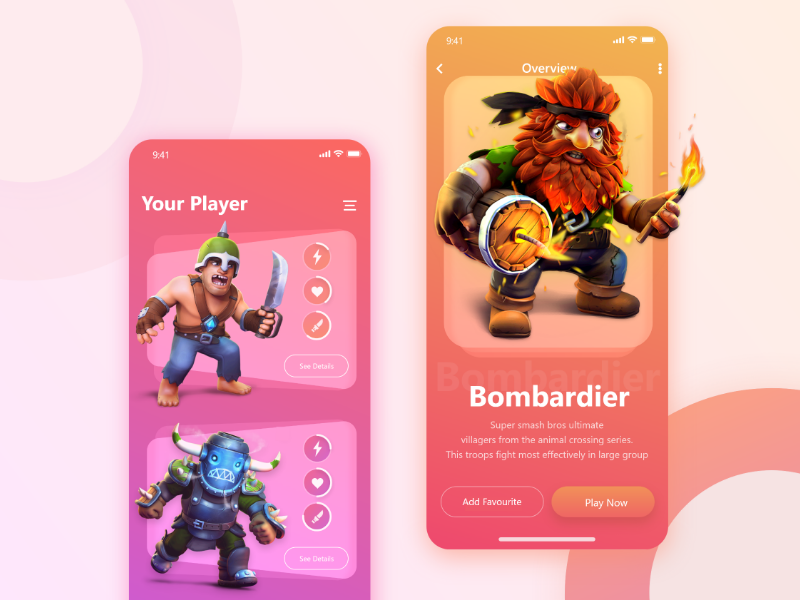 9:41
Your Player
See Details
See Details
9:41
Overview
Bombardier
Bombardier
Super smash bros ultimate
villagers from the animal crossing series.
This troops fight most effectively in large group
Add Favourite
Play Now